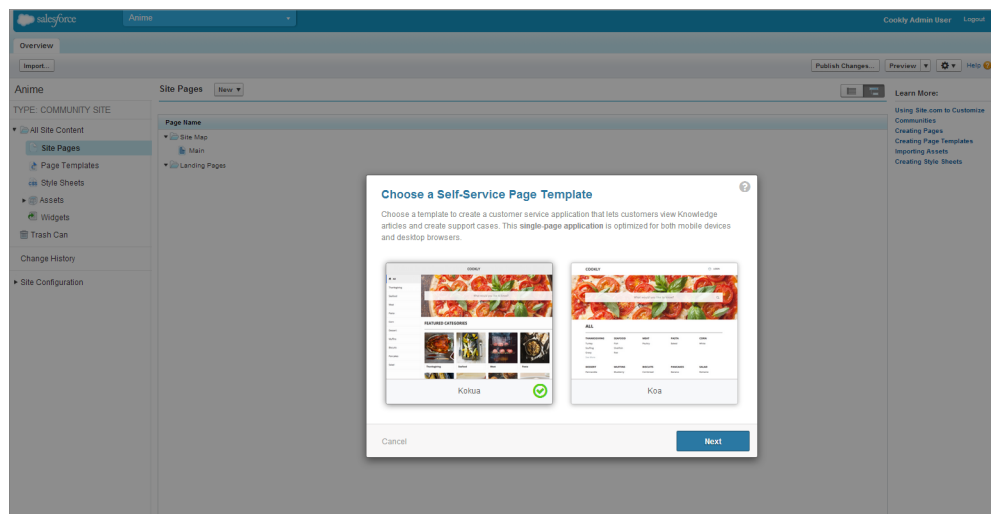 salesforce
Anime
Cookly Admin User
Logout
Overview
Import...
Publish Changes...
Preview
Help
Anime
TYPE: COMMUNITY SITE
All Site Content
Site Pages
Page Templates
css Style Sheets
Assets
Widgets
Trash Can
Change History
Site Configuration
Site Pages
New
Page Name
Site Map
Main
Landing Pages
Learn More:
Using Site.com to Customize
Communities
Creating Pages
Creating Page Templates
Importing Assets
Creating Style Sheets
Choose a Self-Service Page Template
Choose a template to create a customer service application that lets customers view Knowledge
articles and create support cases. This single-page application is optimized for both mobile devices
and desktop browsers.
COOKLY
FEATURED CATEGORIES
Kokua
COOKLY
ALL
Koa
Cancel
Next